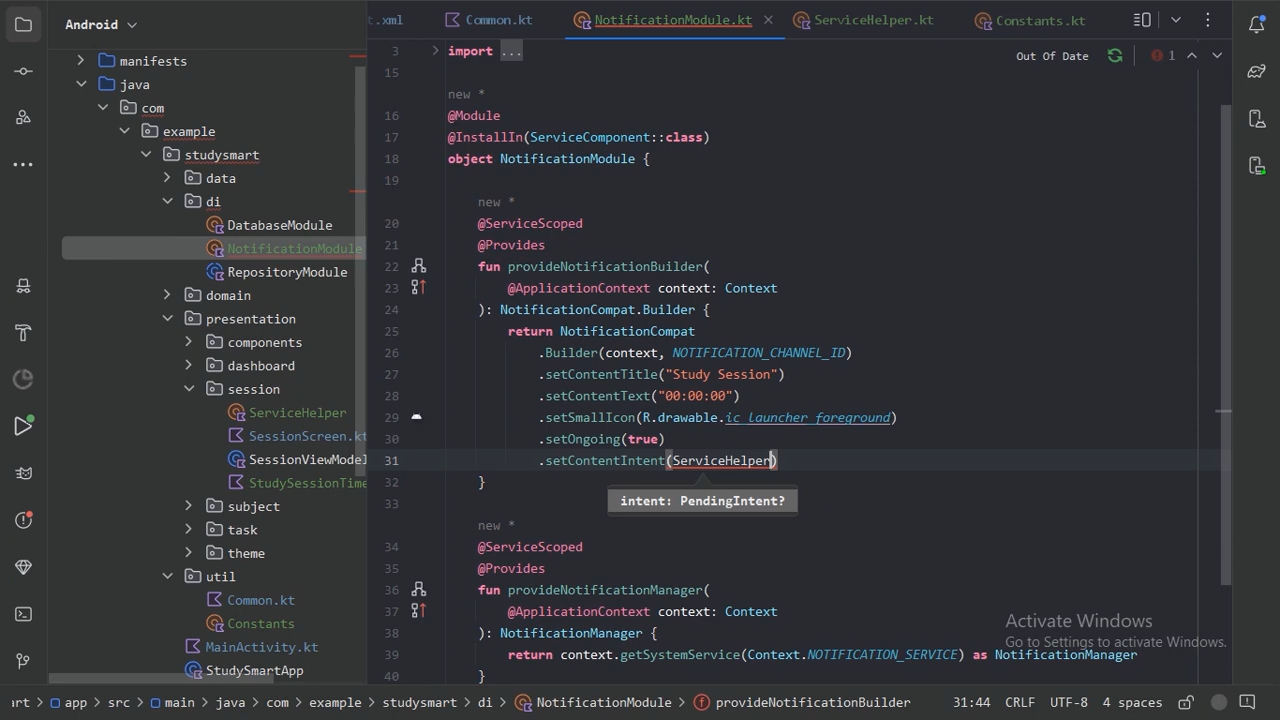 Android
t.xml
Common.kt
NotificationModule.kt
ServiceHelper.kt
Constants.kt
manifests
java
com
example
studysmart
data
di
DatabaseModule
NotificationModule
RepositoryModule
domain
presentation
components
dashboard
session
ServiceHelper
SessionScreen.kt
SessionViewModel
StudySessionTime
subject
task
theme
util
Common.kt
Constants
MainActivity.kt
StudySmartApp
Out Of Date
1
3 import ...
15
new *
16 @Module
17 @InstallIn(ServiceComponent::class)
18 object NotificationModule {
19
new *
20 @ServiceScoped
21 @Provides
22 fun provideNotificationBuilder(
23 @ApplicationContext context: Context
24 ): NotificationCompat.Builder {
25 return NotificationCompat
26 .Builder(context, NOTIFICATION_CHANNEL_ID)
27 .setContentTitle("Study Session")
28 .setContentText("00:00:00")
29 .setSmallIcon(R.drawable.ic_launcher_foreground)
30 .setOngoing(true)
31 .setContentIntent(ServiceHelper)
32 }
intent: PendingIntent?
33
new *
34 @ServiceScoped
35 @Provides
36 fun provideNotificationManager(
37 @ApplicationContext context: Context
38 ): NotificationManager {
39 return context.getSystemService(Context.NOTIFICATION_SERVICE) as NotificationManager
40 }
Activate Windows
Go to Settings to activate Windows.
art > app > src > main > java > com > example > studysmart > di > NotificationModule > provideNotificationBuilder
31:44 CRLF UTF-8 4 spaces